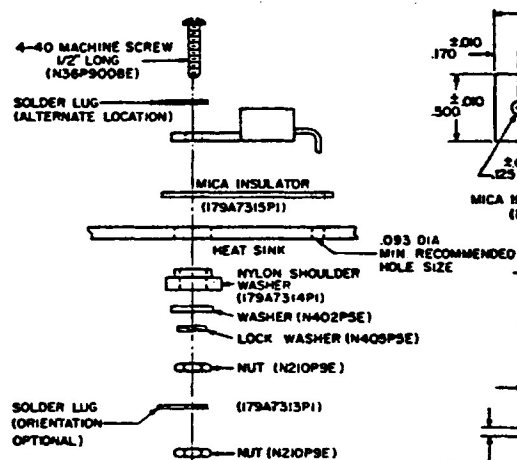 4-40 MACHINE SCREW
1/2" LONG
(N36P9008E)
SOLDER LUG
(ALTERNATE LOCATION)
MICA INSULATOR
(179A7315P1)
HEAT SINK
.093 DIA
MIN. RECOMMENDED
HOLE SIZE
NYLON SHOULDER
WASHER
(179A7314P1)
WASHER (N402P5E)
LOCK WASHER (N405P5E)
NUT (N210P9E)
SOLDER LUG
(ORIENTATION
OPTIONAL)
(179A7313P1)
NUT (N210P9E)
.170 ±.010
.500 ±.010
.125
MICA